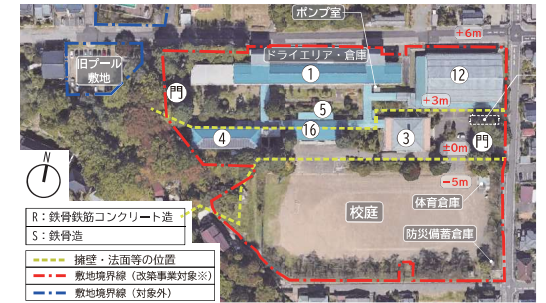 ポンプ室
+6m
旧プール
敷地
ドライエリア・倉庫
門
1
12
+3m
5
16
4
3
門
±0m
N
-5m
体育倉庫
校庭
防災備蓄倉庫
R：鉄骨鉄筋コンクリート造
S：鉄骨造
擁壁・法面等の位置
敷地境界線（改築事業対象※）
敷地境界線（対象外）